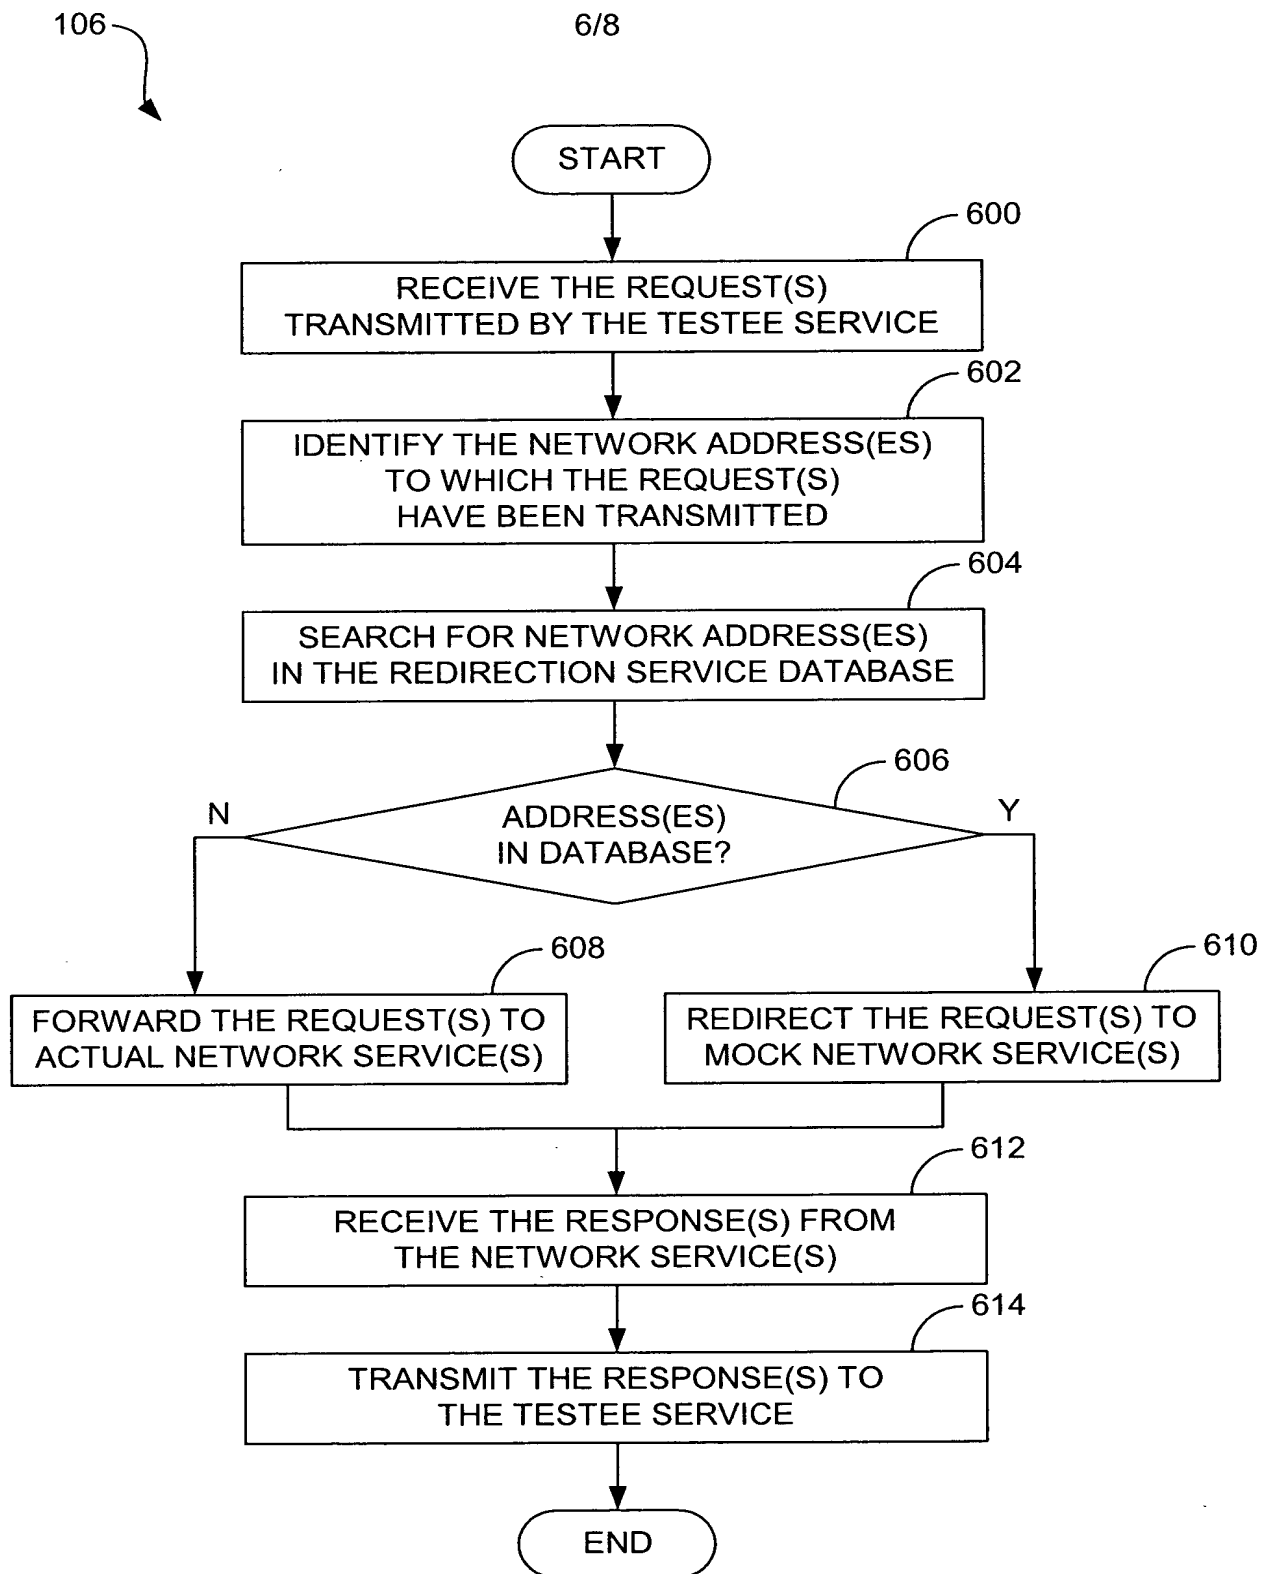 106
6/8
START
600
RECEIVE THE REQUEST(S)
TRANSMITTED BY THE TESTEE SERVICE
602
IDENTIFY THE NETWORK ADDRESS(ES)
TO WHICH THE REQUEST(S)
HAVE BEEN TRANSMITTED
604
SEARCH FOR NETWORK ADDRESS(ES)
IN THE REDIRECTION SERVICE DATABASE
606
N
ADDRESS(ES)
IN DATABASE?
Y
608
FORWARD THE REQUEST(S) TO
ACTUAL NETWORK SERVICE(S)
610
REDIRECT THE REQUEST(S) TO
MOCK NETWORK SERVICE(S)
612
RECEIVE THE RESPONSE(S) FROM
THE NETWORK SERVICE(S)
614
TRANSMIT THE RESPONSE(S) TO
THE TESTEE SERVICE
END